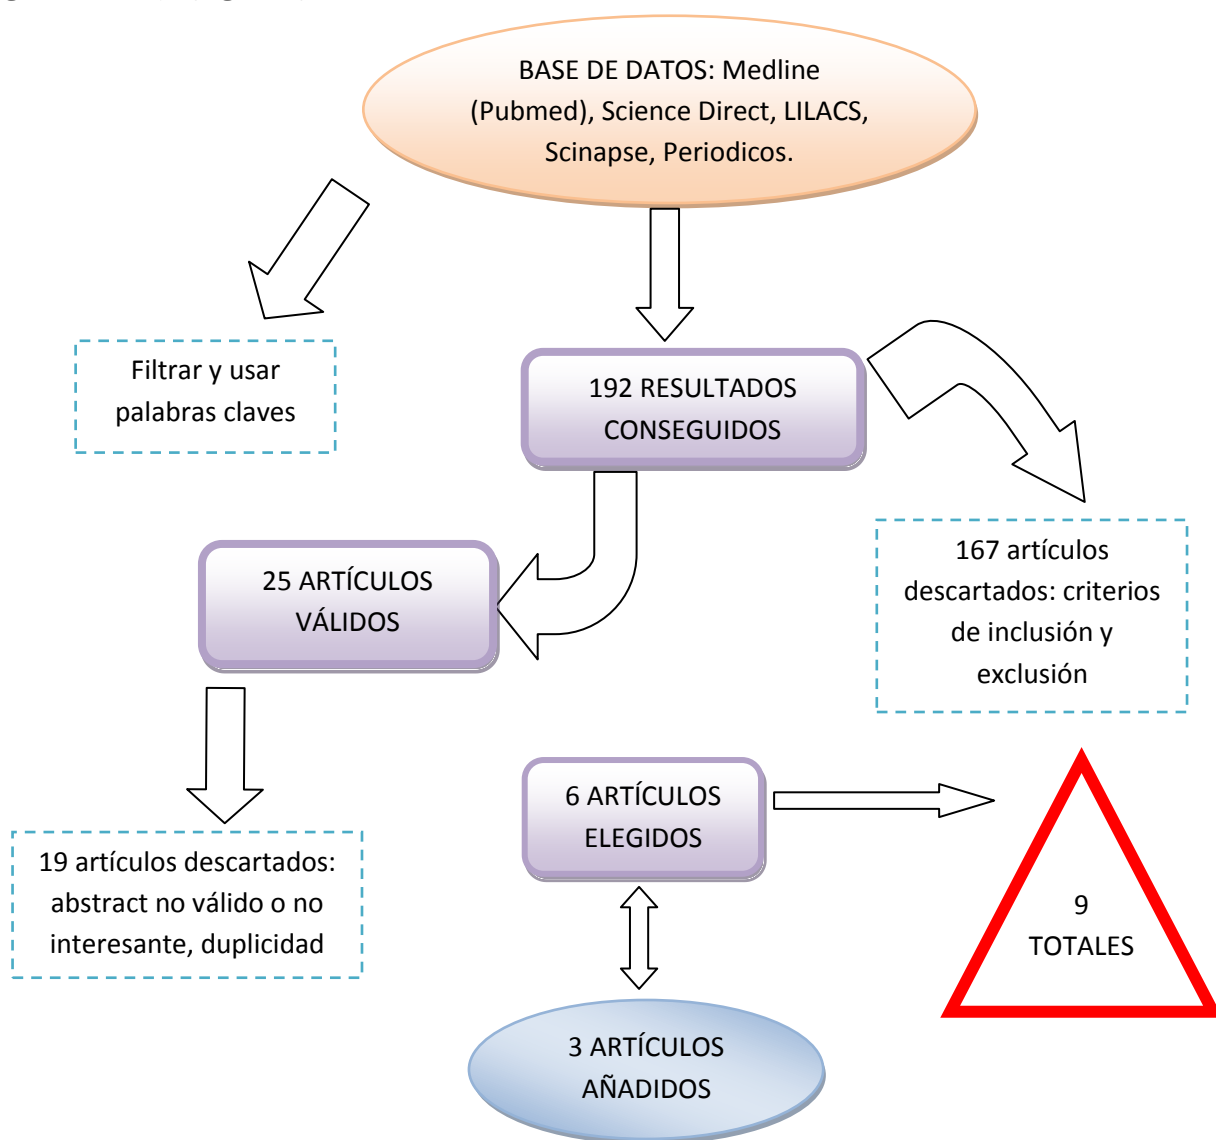 BASE DE DATOS: Medline
(Pubmed), Science Direct, LILACS,
Scinapse, Periodicos.
Filtrar y usar
palabras claves
192 RESULTADOS
CONSEGUIDOS
25 ARTÍCULOS
VÁLIDOS
167 artículos
descartados: criterios
de inclusión y
exclusión
19 artículos descartados:
abstract no válido o no
interesante, duplicidad
6 ARTÍCULOS
ELEGIDOS
9
TOTALES
3 ARTÍCULOS
AÑADIDOS